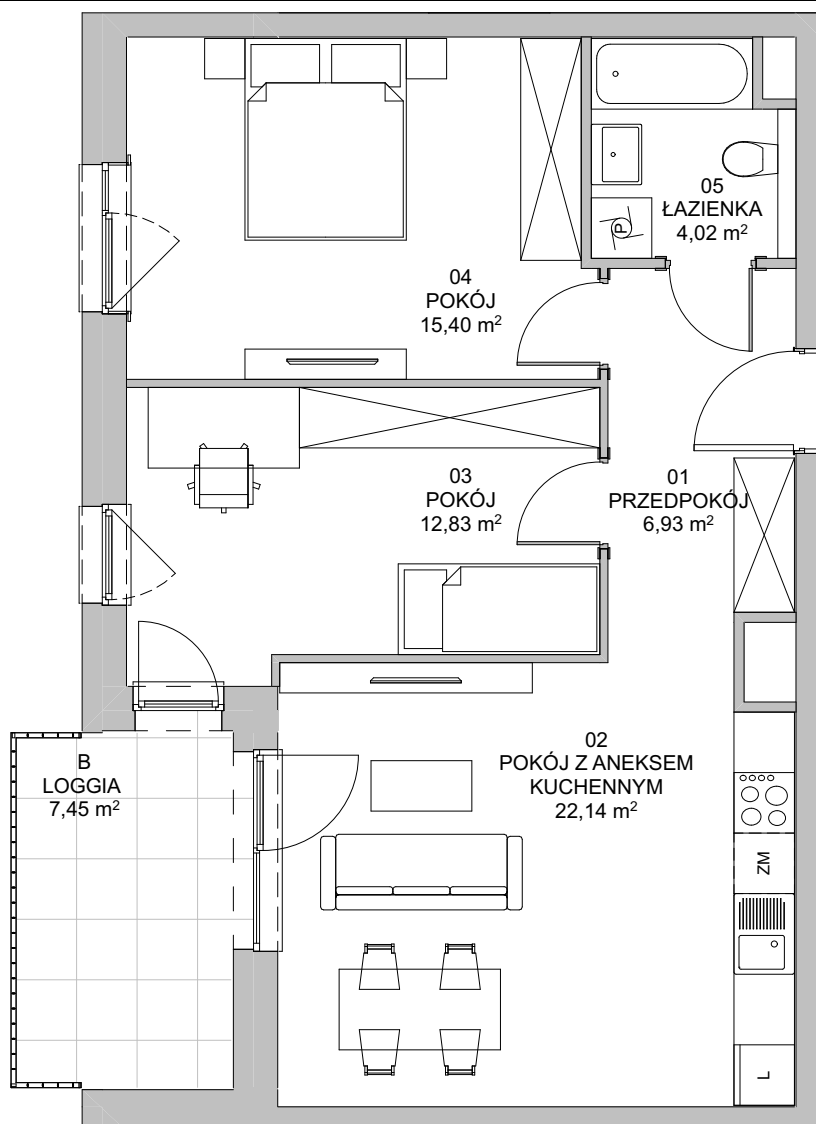 05
ŁAZIENKA
4,02 m²
P
04
POKÓJ
15,40 m²
03
POKÓJ
12,83 m²
01
PRZEDPOKÓJ
6,93 m²
02
POKÓJ Z ANEKSEM
KUCHENNYM
22,14 m²
B
LOGGIA
7,45 m²
ZM
L